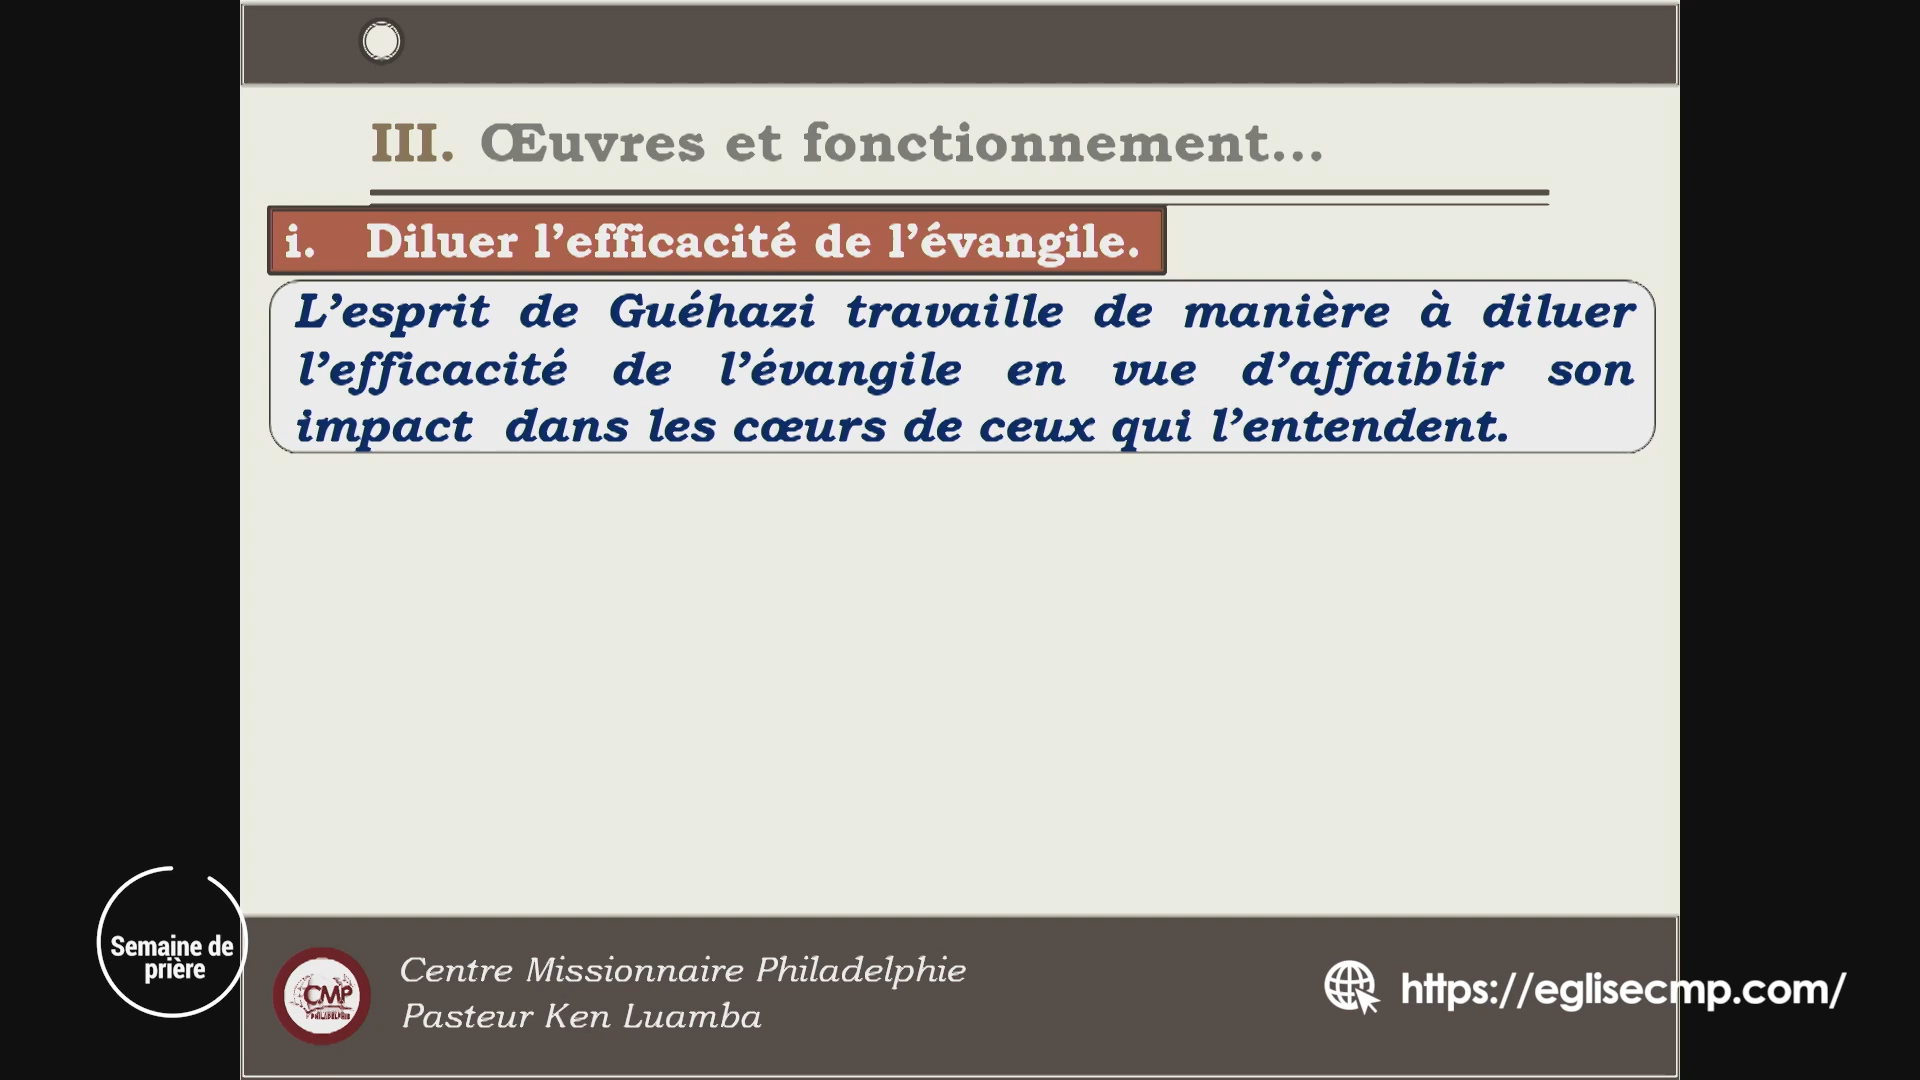 III. Œuvres et fonctionnement...
i. Diluer l’efficacité de l’évangile.
L’esprit de Guéhazi travaille de manière à diluer
l’efficacité de l’évangile en vue d’affaiblir son
impact dans les cœurs de ceux qui l’entendent.
Semaine de
prière
CMP
PHILADELPHIE
Centre Missionnaire Philadelphie
Pasteur Ken Luamba
https://eglisecmp.com/